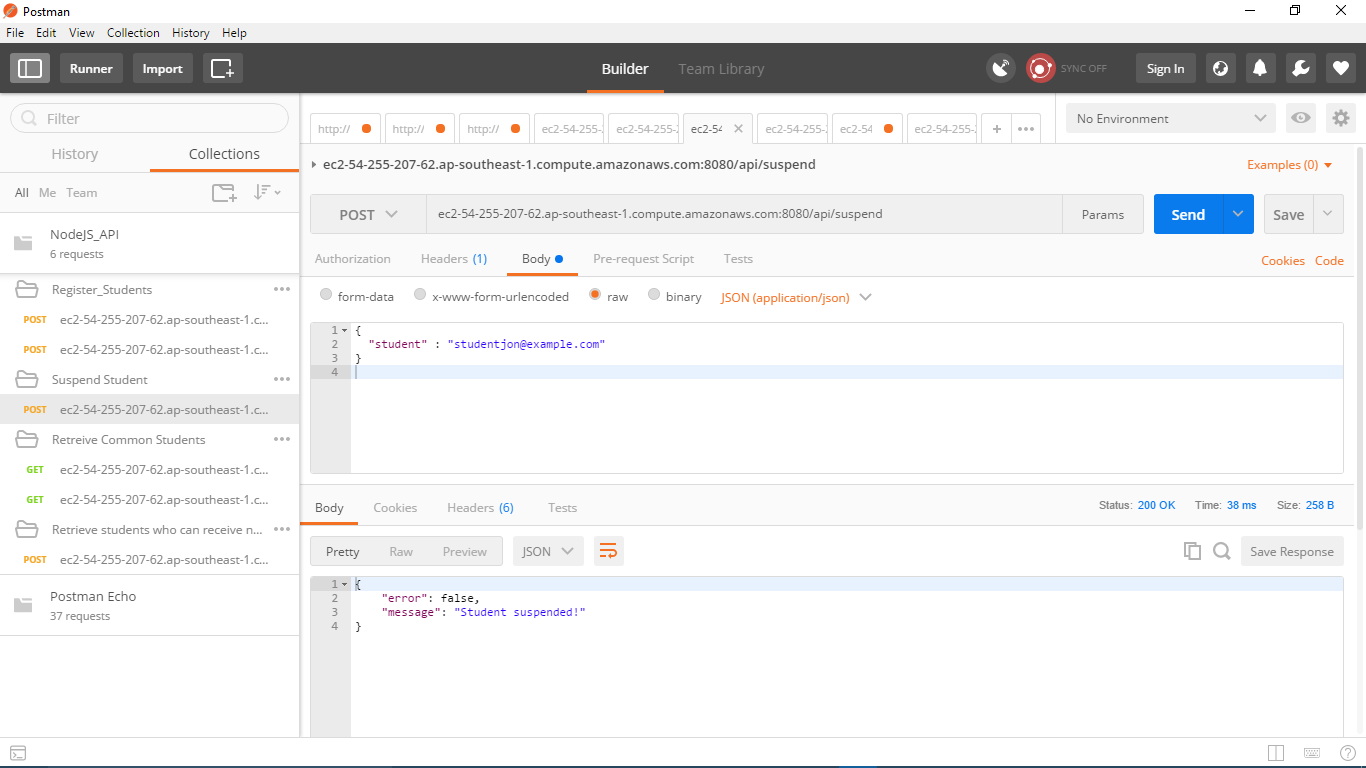 Postman
File Edit View Collection History Help
Runner Import Builder Team Library SYNC OFF Sign In
Filter
History Collections
All Me Team
NodeJS_API
6 requests
Register_Students
POST ec2-54-255-207-62.ap-southeast-1.c...
POST ec2-54-255-207-62.ap-southeast-1.c...
Suspend Student
POST ec2-54-255-207-62.ap-southeast-1.c...
Retreive Common Students
GET ec2-54-255-207-62.ap-southeast-1.c...
GET ec2-54-255-207-62.ap-southeast-1.c...
Retrieve students who can receive n...
POST ec2-54-255-207-62.ap-southeast-1.c...
Postman Echo
37 requests
http:// http:// http:// ec2-54-255-2 ec2-54-255- ec2-54 ec2-54-255- ec2-54 ec2-54-255-
No Environment
ec2-54-255-207-62.ap-southeast-1.compute.amazonaws.com:8080/api/suspend
Examples (0)
POST ec2-54-255-207-62.ap-southeast-1.compute.amazonaws.com:8080/api/suspend Params Send Save
Authorization Headers (1) Body Pre-request Script Tests Cookies Code
form-data x-www-form-urlencoded raw binary JSON (application/json)
1 {
2 "student" : "studentjon@example.com"
3 }
4
Body Cookies Headers (6) Tests Status: 200 OK Time: 38 ms Size: 258 B
Pretty Raw Preview JSON Save Response
1 {
2 "error": false,
3 "message": "Student suspended!"
4 }